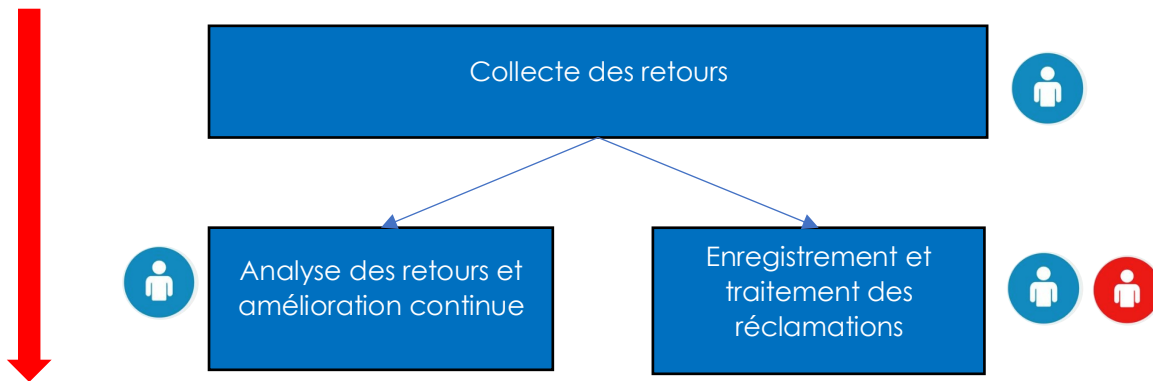 Collecte des retours
Analyse des retours et
amélioration continue
Enregistrement et
traitement des
réclamations